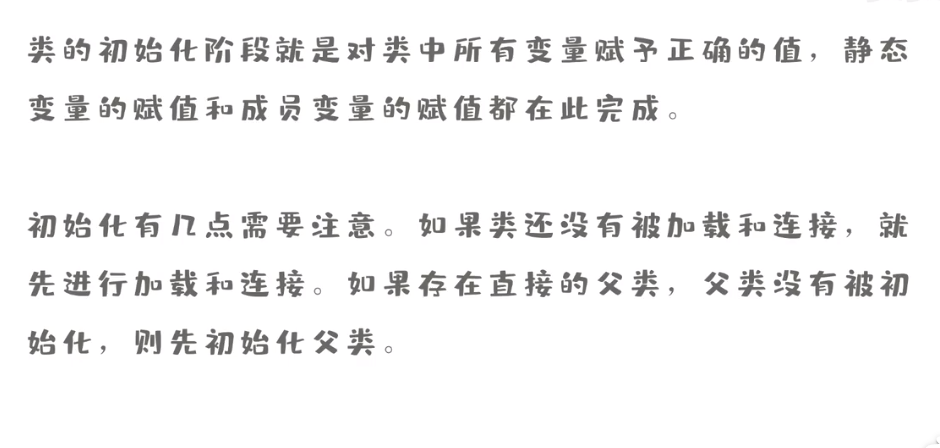 类的初始化阶段就是对类中所有变量赋予正确的值，静态
变量的赋值和成员变量的赋值都在此完成。
初始化有几点需要注意。如果类还没有被加载和连接，就
先进行加载和连接。如果存在直接的父类，父类没有被初
始化，则先初始化父类。